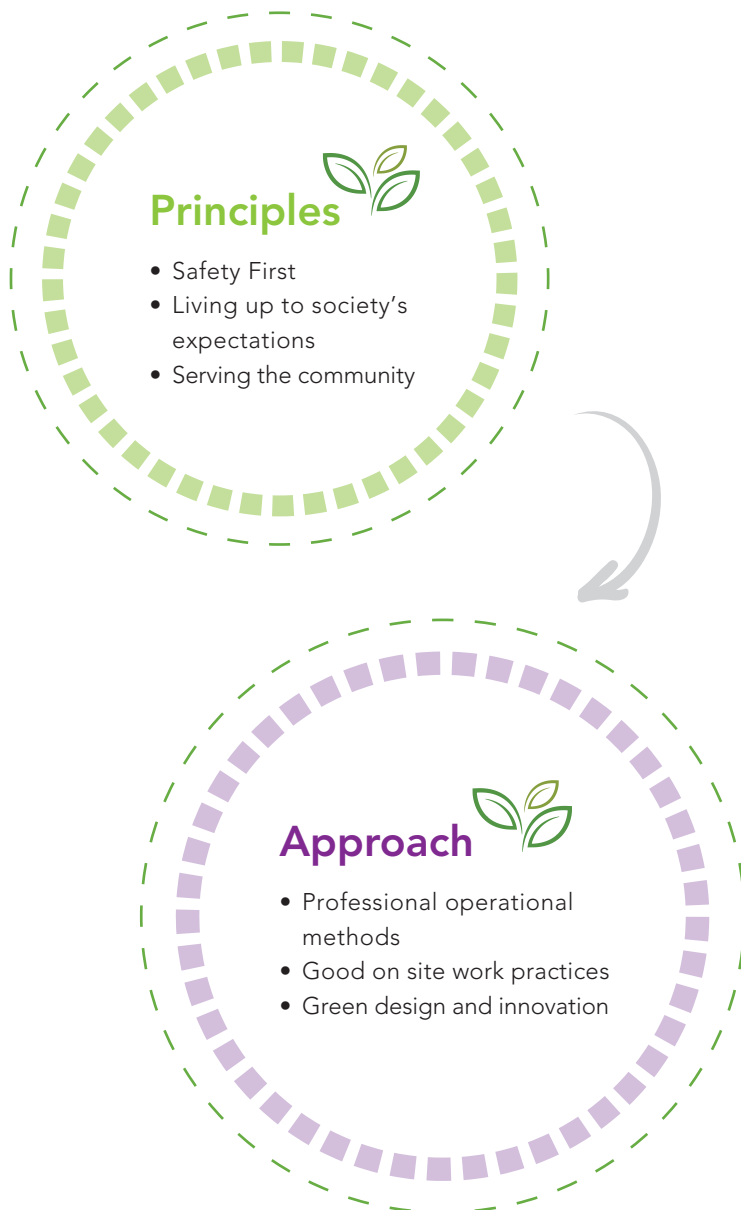 Principles
• Safety First
• Living up to society’s
expectations
• Serving the community
Approach
• Professional operational
methods
• Good on site work practices
• Green design and innovation